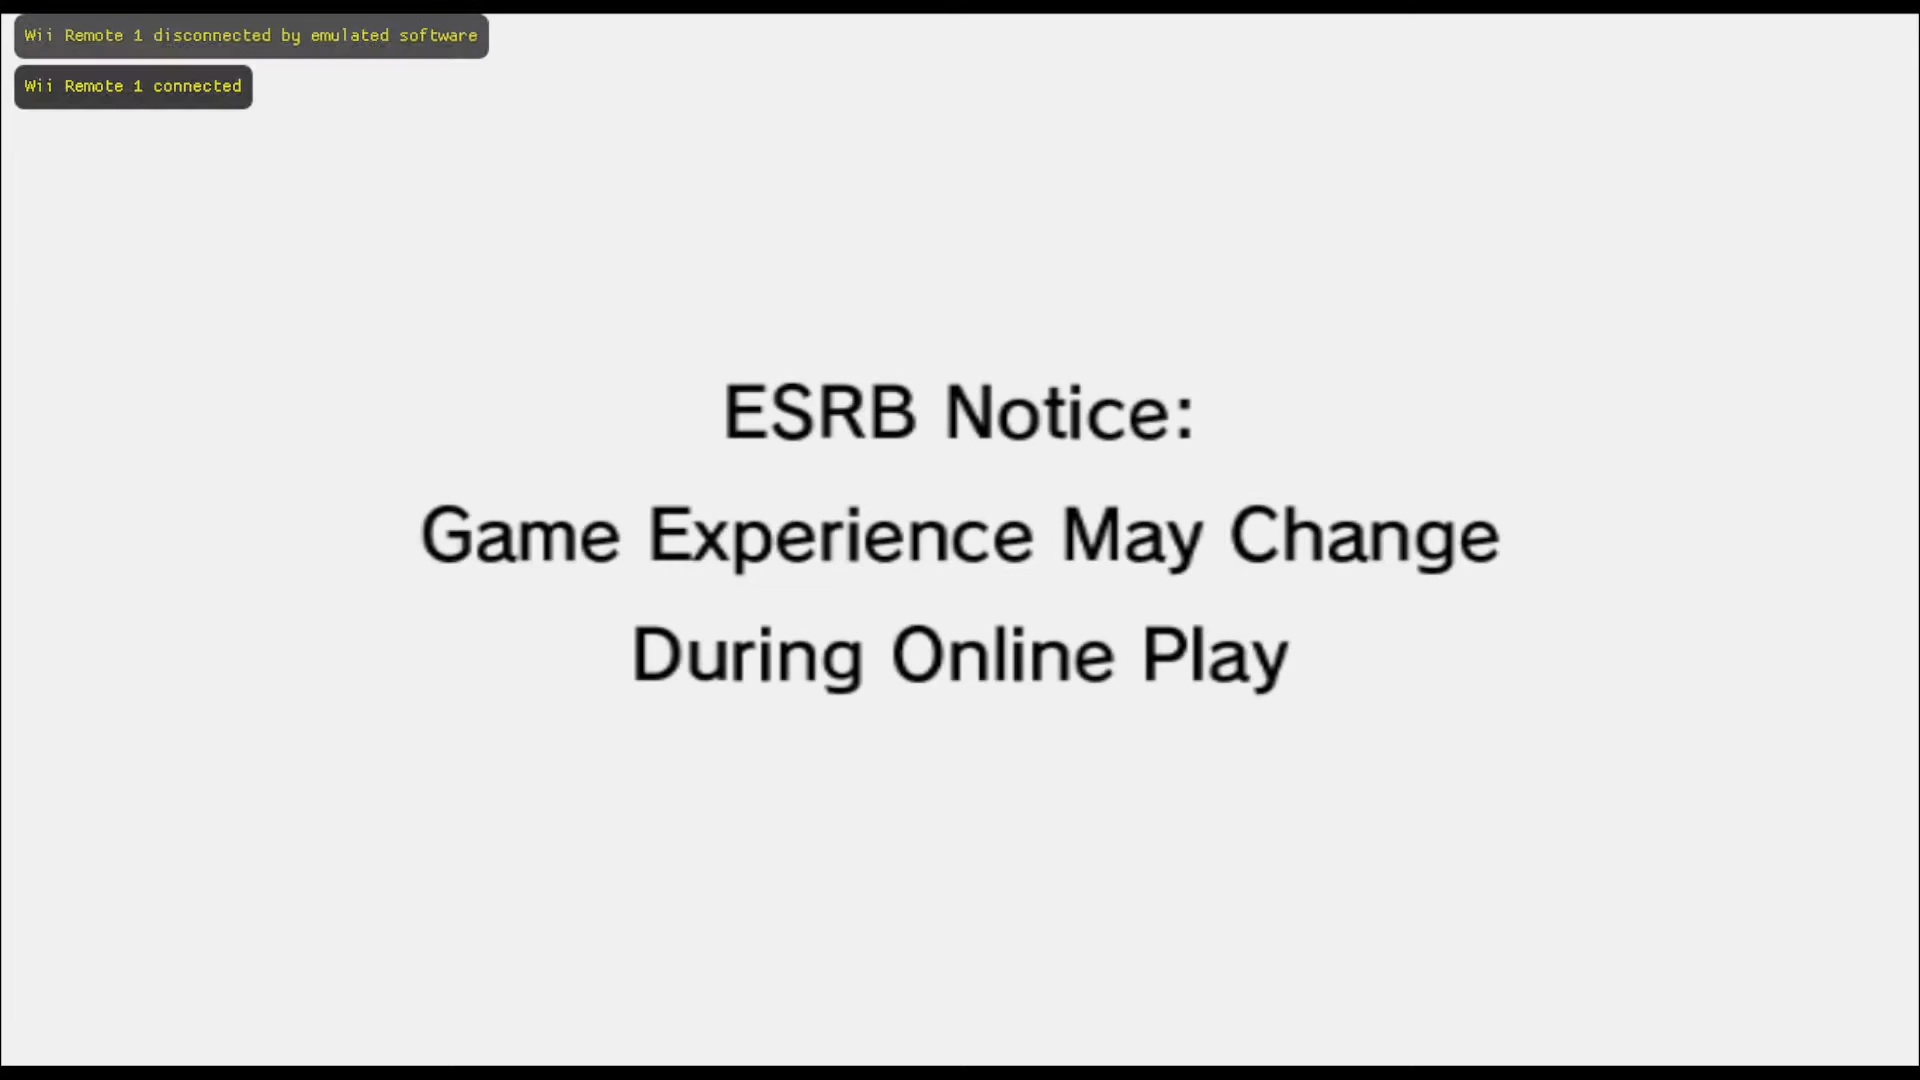 Wii Remote 1 disconnected by emulated software
Wii Remote 1 connected
ESRB Notice:
Game Experience May Change
During Online Play